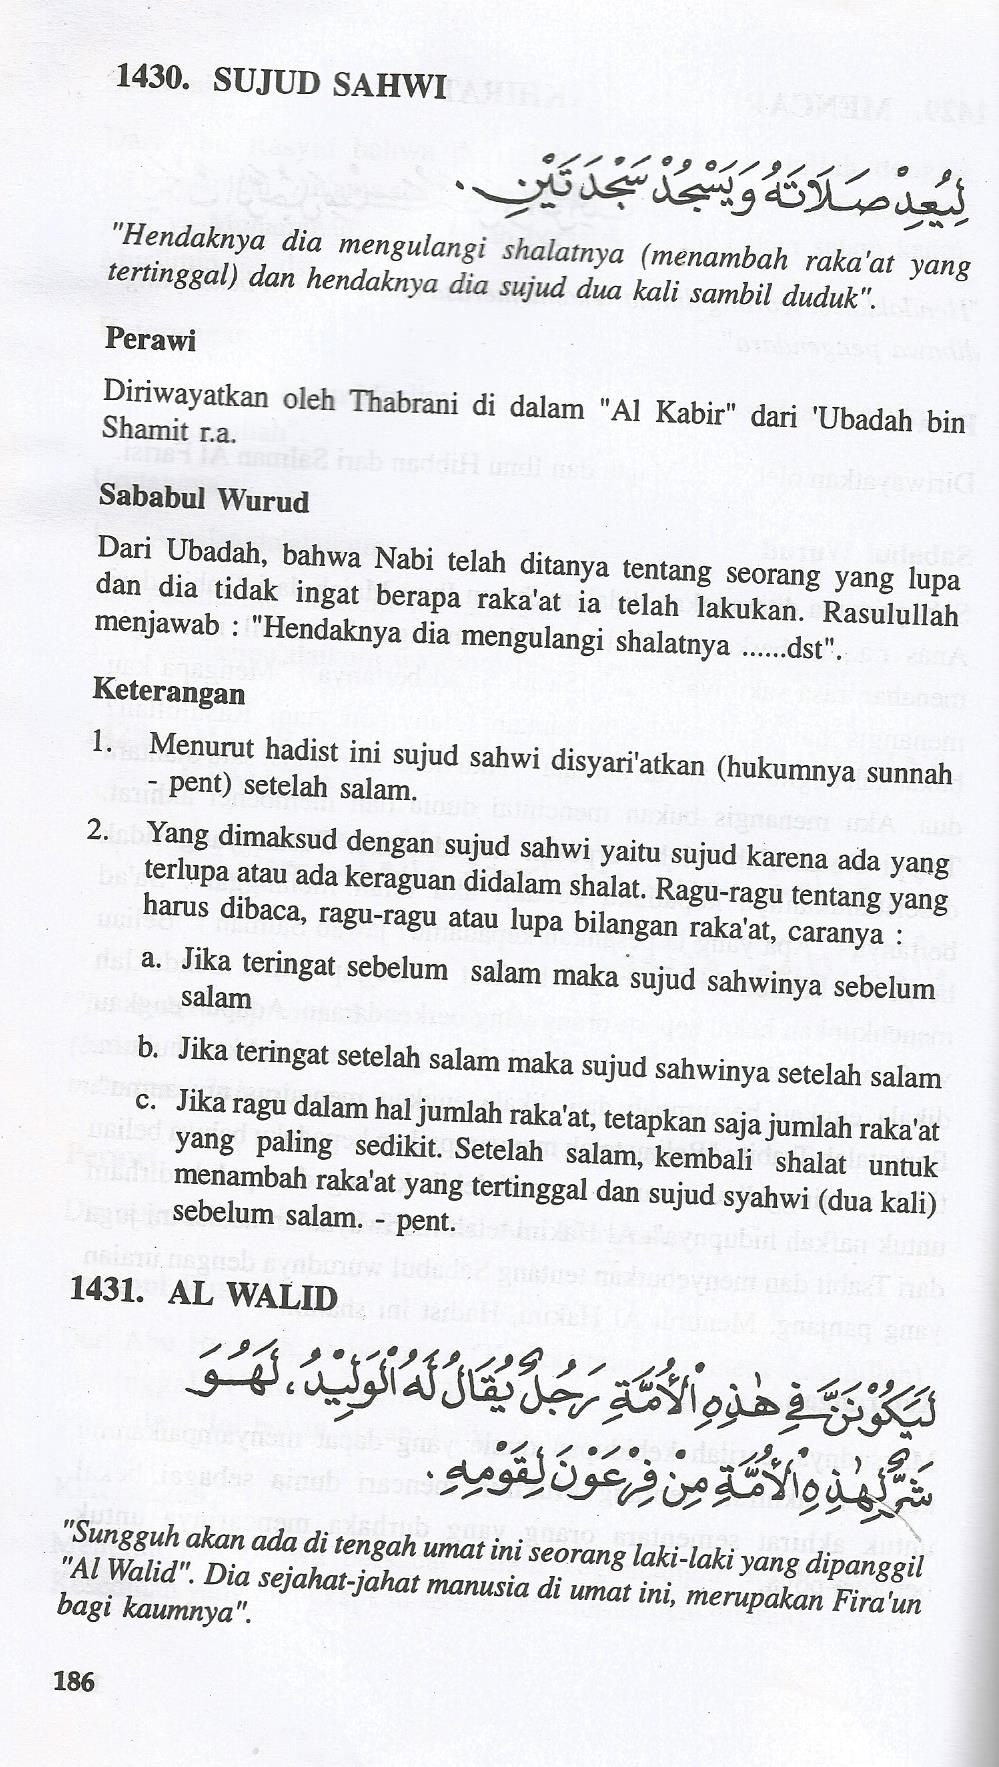 1430. SUJUD SAHWI
لِيُعِدْ صَلَاتَهُ وَيَسْجُدْ سَجْدَتَيْنِ.
"Hendaknya dia mengulangi shalatnya (menambah raka'at yang
tertinggal) dan hendaknya dia sujud dua kali sambil duduk".
Perawi
Diriwayatkan oleh Thabrani di dalam "Al Kabir" dari 'Ubadah bin
Shamit r.a.
Sababul Wurud
Dari Ubadah, bahwa Nabi telah ditanya tentang seorang yang lupa
dan dia tidak ingat berapa raka'at ia telah lakukan. Rasulullah
menjawab : "Hendaknya dia mengulangi shalatnya ......dst".
Keterangan
1. Menurut hadist ini sujud sahwi disyari'atkan (hukumnya sunnah
- pent) setelah salam.
2. Yang dimaksud dengan sujud sahwi yaitu sujud karena ada yang
terlupa atau ada keraguan didalam shalat. Ragu-ragu tentang yang
harus dibaca, ragu-ragu atau lupa bilangan raka'at, caranya :
a. Jika teringat sebelum salam maka sujud sahwinya sebelum
salam
b. Jika teringat setelah salam maka sujud sahwinya setelah salam
c. Jika ragu dalam hal jumlah raka'at, tetapkan saja jumlah raka'at
yang paling sedikit. Setelah salam, kembali shalat untuk
menambah raka'at yang tertinggal dan sujud syahwi (dua kali)
sebelum salam. - pent.
1431. AL WALID
لَيَكُوْنَنَّ فِي هٰذِهِ الْأُمَّةِ رَجُلٌ يُقَالُ لَهُ الْوَلِيْدُ، لَهُوَ
شَرٌّ لِهٰذِهِ الْأُمَّةِ مِنْ فِرْعَوْنَ لِقَوْمِهِ.
"Sungguh akan ada di tengah umat ini seorang laki-laki yang dipanggil
"Al Walid". Dia sejahat-jahat manusia di umat ini, merupakan Fira'un
bagi kaumnya".
186